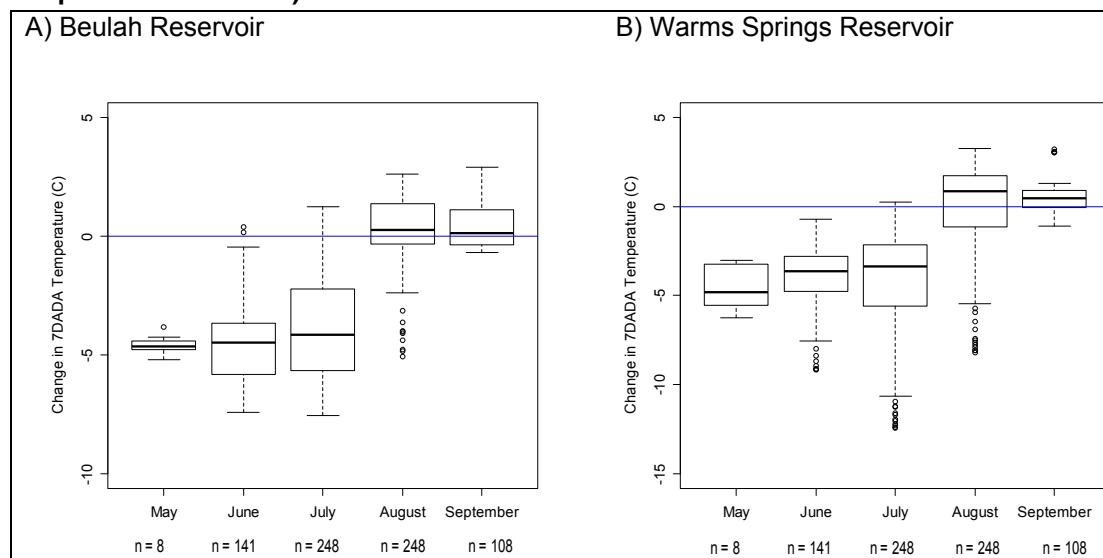 A) Beulah Reservoir
B) Warms Springs Reservoir
Change in 7DADA Temperature (C)
5
0
-5
-10
May June July August September
n = 8 n = 141 n = 248 n = 248 n = 108
Change in 7DADA Temperature (C)
5
0
-5
-10
-15
May June July August September
n = 8 n = 141 n = 248 n = 248 n = 108